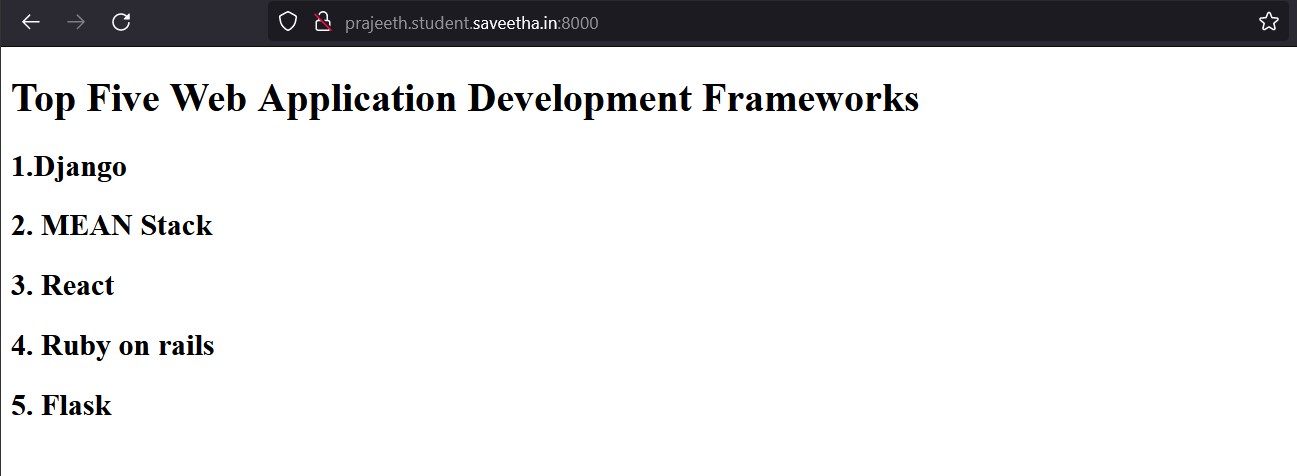 prajeeth.student.saveetha.in:8000
Top Five Web Application Development Frameworks
1.Django
2. MEAN Stack
3. React
4. Ruby on rails
5. Flask